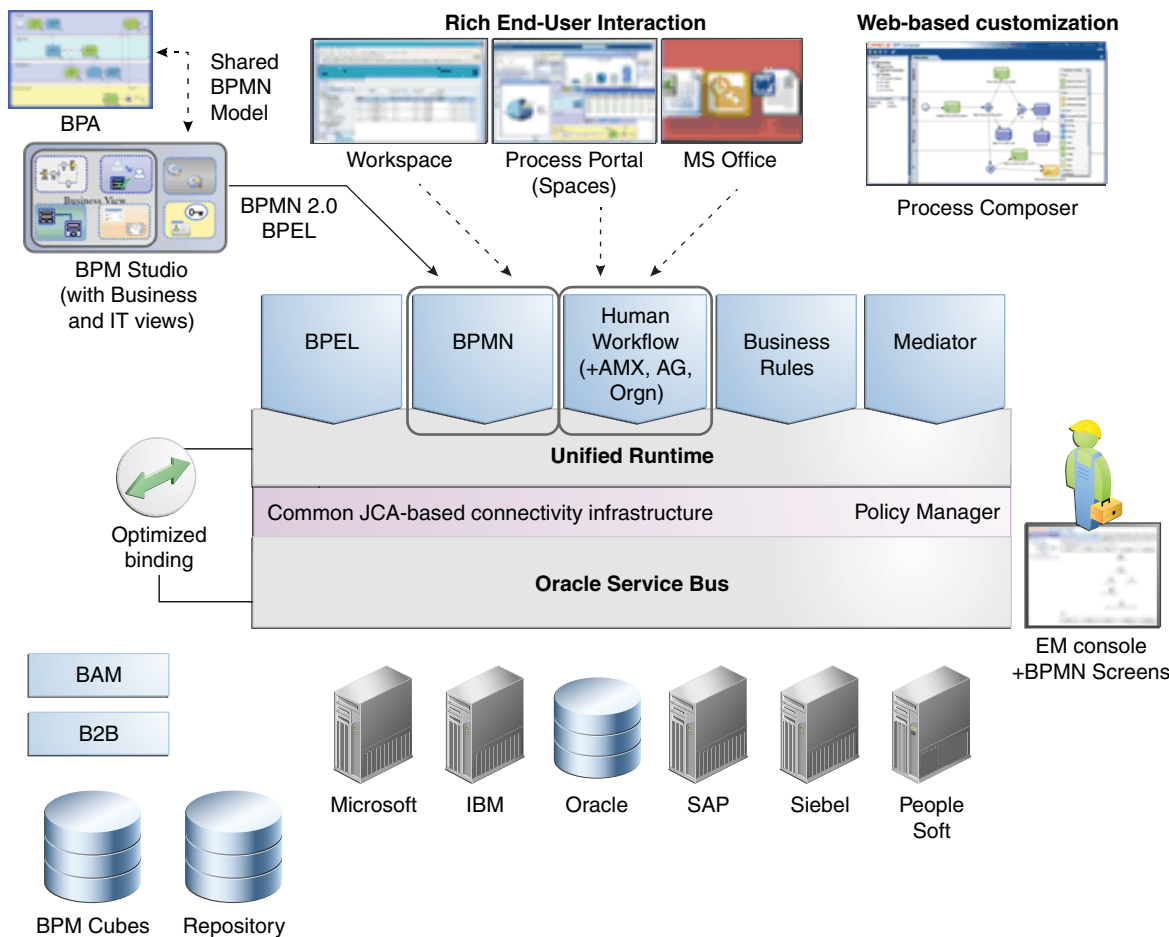 Rich End-User Interaction
Web-based customization
Shared
BPMN
Model
BPA
Workspace
Process Portal
(Spaces)
MS Office
Process Composer
Business View
BPMN 2.0
BPEL
BPM Studio
(with Business
and IT views)
BPEL
BPMN
Human
Workflow
(+AMX, AG,
Orgn)
Business
Rules
Mediator
Unified Runtime
Common JCA-based connectivity infrastructure
Policy Manager
Optimized
binding
Oracle Service Bus
EM console
+BPMN Screens
BAM
B2B
Microsoft
IBM
Oracle
SAP
Siebel
People
Soft
BPM Cubes
Repository